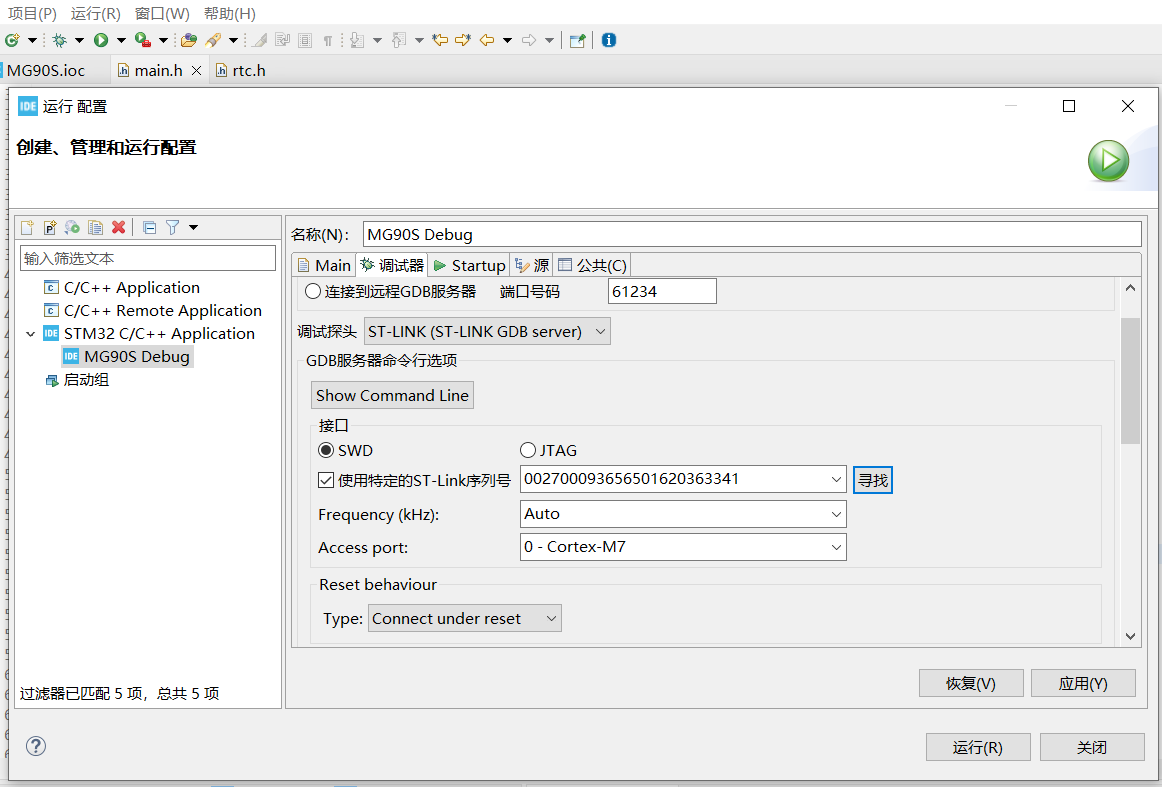 项目(P) 运行(R) 窗口(W) 帮助(H)
MG90S.ioc main.h rtc.h
IDE 运行 配置
创建、管理和运行配置
输入筛选文本
C/C++ Application
C/C++ Remote Application
IDE STM32 C/C++ Application
IDE MG90S Debug
启动组
过滤器已匹配 5 项，总共 5 项
名称(N)： MG90S Debug
Main 调试器 Startup 源 公共(C)
连接到远程GDB服务器 端口号码 61234
调试探头 ST-LINK (ST-LINK GDB server)
GDB服务器命令行选项
Show Command Line
接口
SWD JTAG
使用特定的ST-Link序列号 002700093656501620363341 寻找
Frequency (kHz): Auto
Access port: 0 - Cortex-M7
Reset behaviour
Type: Connect under reset
恢复(V) 应用(Y)
运行(R) 关闭